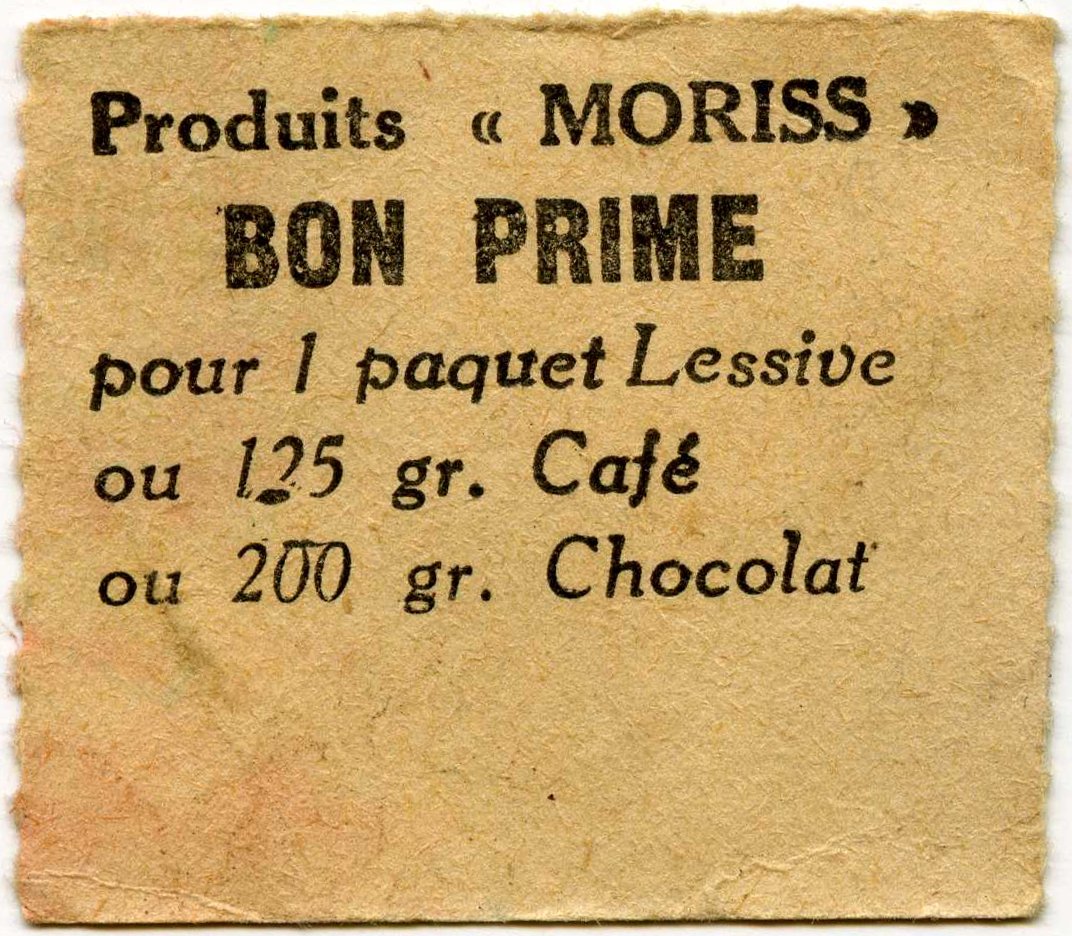 Produits « MORISS »
BON PRIME
pour 1 paquet Lessive
ou 125 gr. Café
ou 200 gr. Chocolat